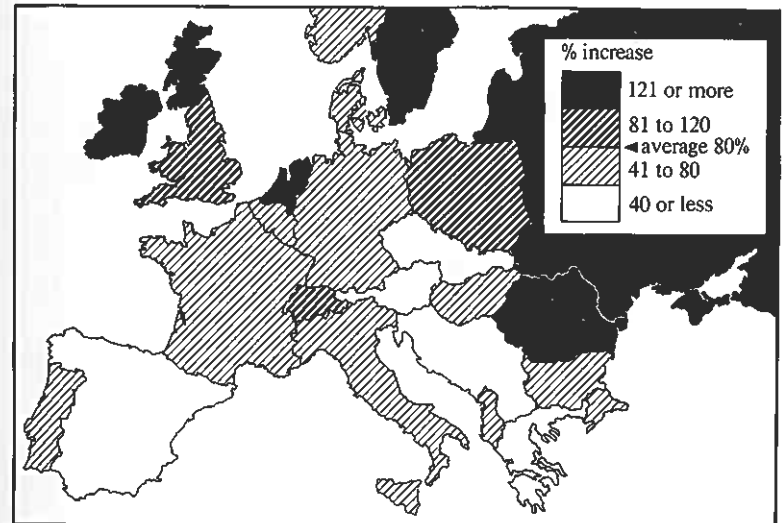 % increase
121 or more
81 to 120
◄average 80%
41 to 80
40 or less